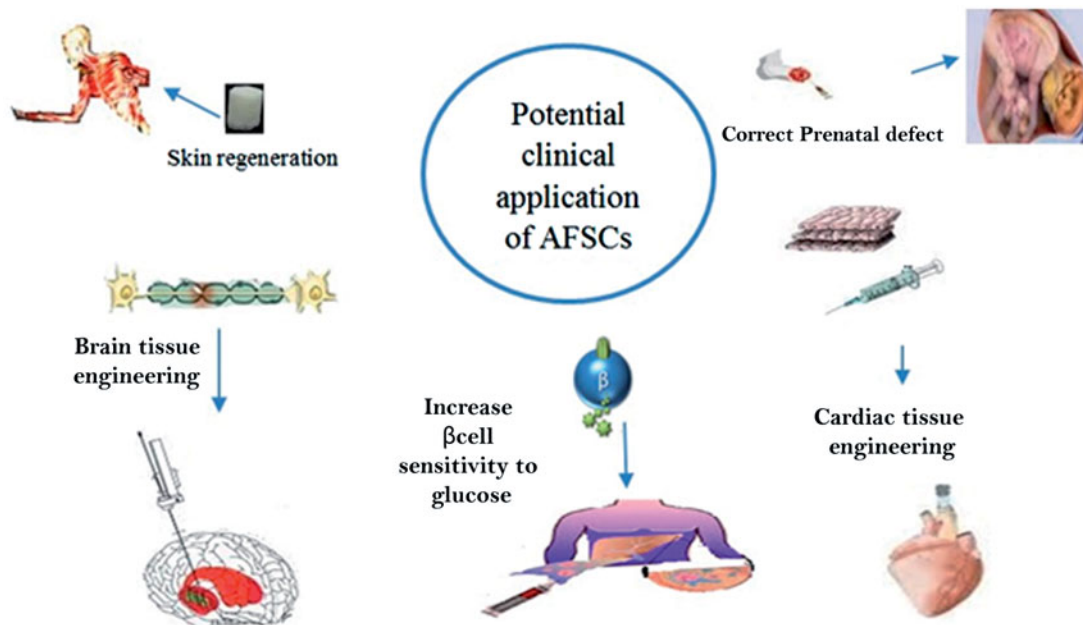 Potential
clinical
application
of AFSCs
Skin regeneration
Correct Prenatal defect
Brain tissue
engineering
β
Increase
βcell
sensitivity to
glucose
Cardiac tissue
engineering